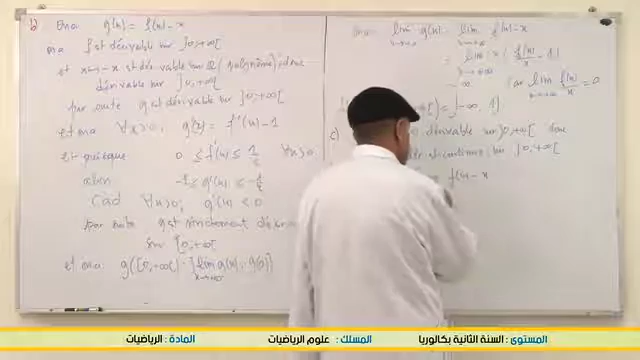 b) On a g(x) = f(x) - x
on a f est dérivable sur ]0,+∞[
et x↦-x est dérivable sur ℝ (polynôme), donc
dérivable sur ]0,+∞[
par suite g est dérivable sur ]0,+∞[
et on a ∀x>0, g'(x) = f'(x) - 1
et puisque 0 ≤ f'(x) ≤ 1/2 ∀x>0
alors -1 ≤ g'(x) ≤ -1/2
Càd ∀x>0, g'(x) < 0
par suite g est strictement
sur [0,+∞[
et on a g([0,+∞[) = ]lim g(x), g(0)]
x→+∞
lim g(x) = lim f(x) - x
x→+∞
= lim x (f(x)/x - 1)
x→+∞
-∞ car lim f(x)/x = 0
x→+∞
= ]-∞, 1]
c) dérivable sur ]0,+∞[ donc
continue sur ]0,+∞[
= f(x) - x
المستوى : السنة الثانية بكالوريا المسلك : علوم الرياضيات المادة : الرياضيات